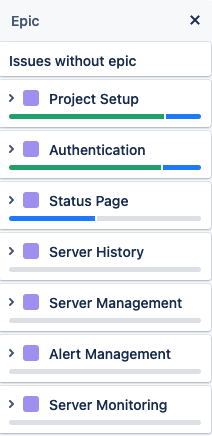 Epic
Issues without epic
Project Setup
Authentication
Status Page
Server History
Server Management
Alert Management
Server Monitoring